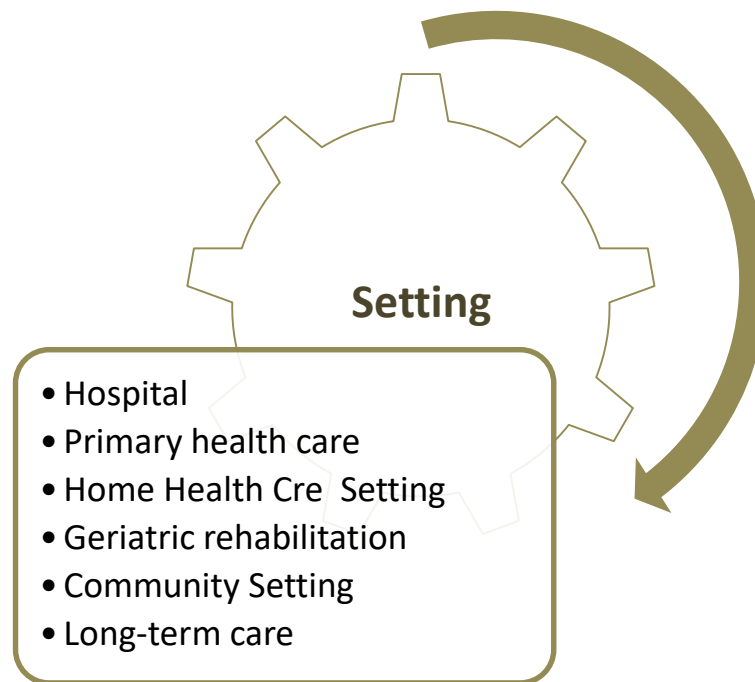 Setting
• Hospital
• Primary health care
• Home Health Cre  Setting
• Geriatric rehabilitation
• Community Setting
• Long-term care